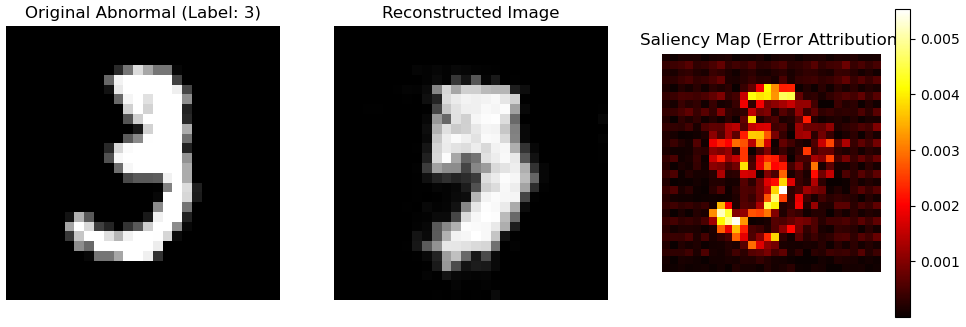 Original Abnormal (Label: 3)
Reconstructed Image
Saliency Map (Error Attribution
0.005
0.004
0.003
0.002
0.001
3